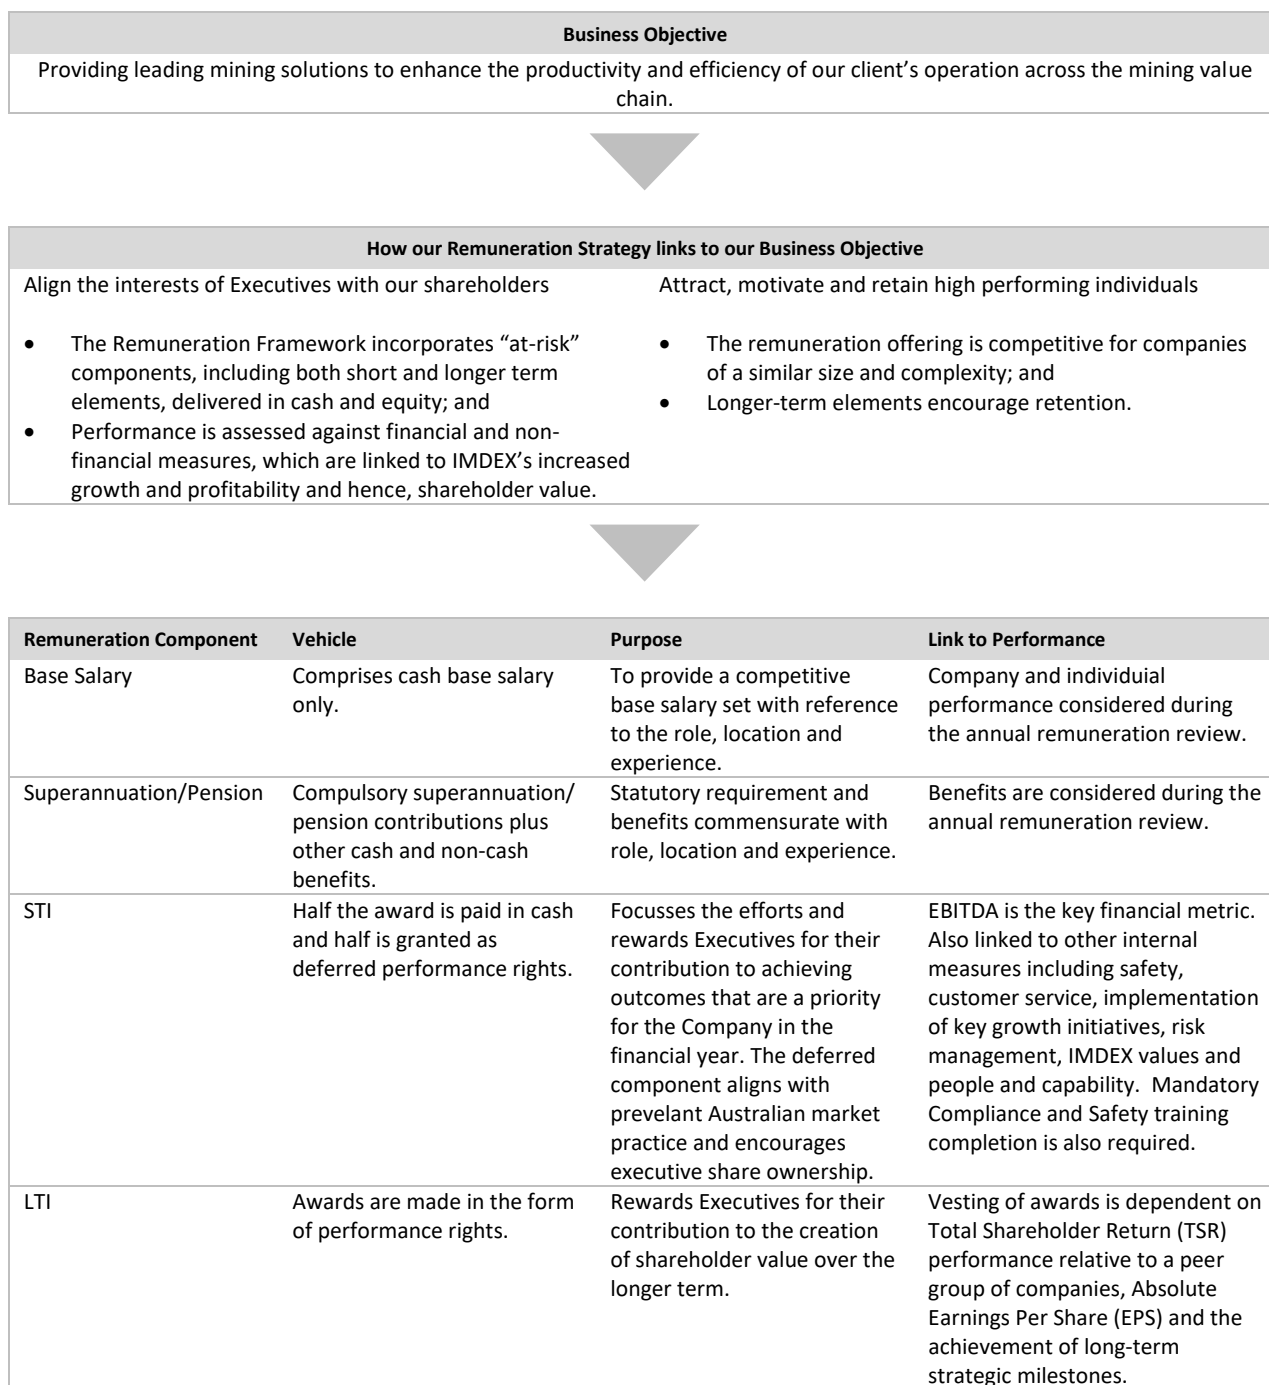 Business Objective
Providing leading mining solutions to enhance the productivity and efficiency of our client's operation across the mining value
chain.
How our Remuneration Strategy links to our Business Objective
Align the interests of Executives with our shareholders
• The Remuneration Framework incorporates “at-risk”
components, including both short and longer term
elements, delivered in cash and equity; and
• Performance is assessed against financial and non-
financial measures, which are linked to IMDEX’s increased
growth and profitability and hence, shareholder value.
Attract, motivate and retain high performing individuals
• The remuneration offering is competitive for companies
of a similar size and complexity; and
• Longer-term elements encourage retention.
Remuneration Component
Vehicle
Purpose
Link to Performance
Base Salary
Comprises cash base salary
only.
To provide a competitive
base salary set with reference
to the role, location and
experience.
Company and individuial
performance considered during
the annual remuneration review.
Superannuation/Pension
Compulsory superannuation/
pension contributions plus
other cash and non-cash
benefits.
Statutory requirement and
benefits commensurate with
role, location and experience.
Benefits are considered during the
annual remuneration review.
STI
Half the award is paid in cash
and half is granted as
deferred performance rights.
Focusses the efforts and
rewards Executives for their
contribution to achieving
outcomes that are a priority
for the Company in the
financial year. The deferred
component aligns with
prevelant Australian market
practice and encourages
executive share ownership.
EBITDA is the key financial metric.
Also linked to other internal
measures including safety,
customer service, implementation
of key growth initiatives, risk
management, IMDEX values and
people and capability.  Mandatory
Compliance and Safety training
completion is also required.
LTI
Awards are made in the form
of performance rights.
Rewards Executives for their
contribution to the creation
of shareholder value over the
longer term.
Vesting of awards is dependent on
Total Shareholder Return (TSR)
performance relative to a peer
group of companies, Absolute
Earnings Per Share (EPS) and the
achievement of long-term
strategic milestones.